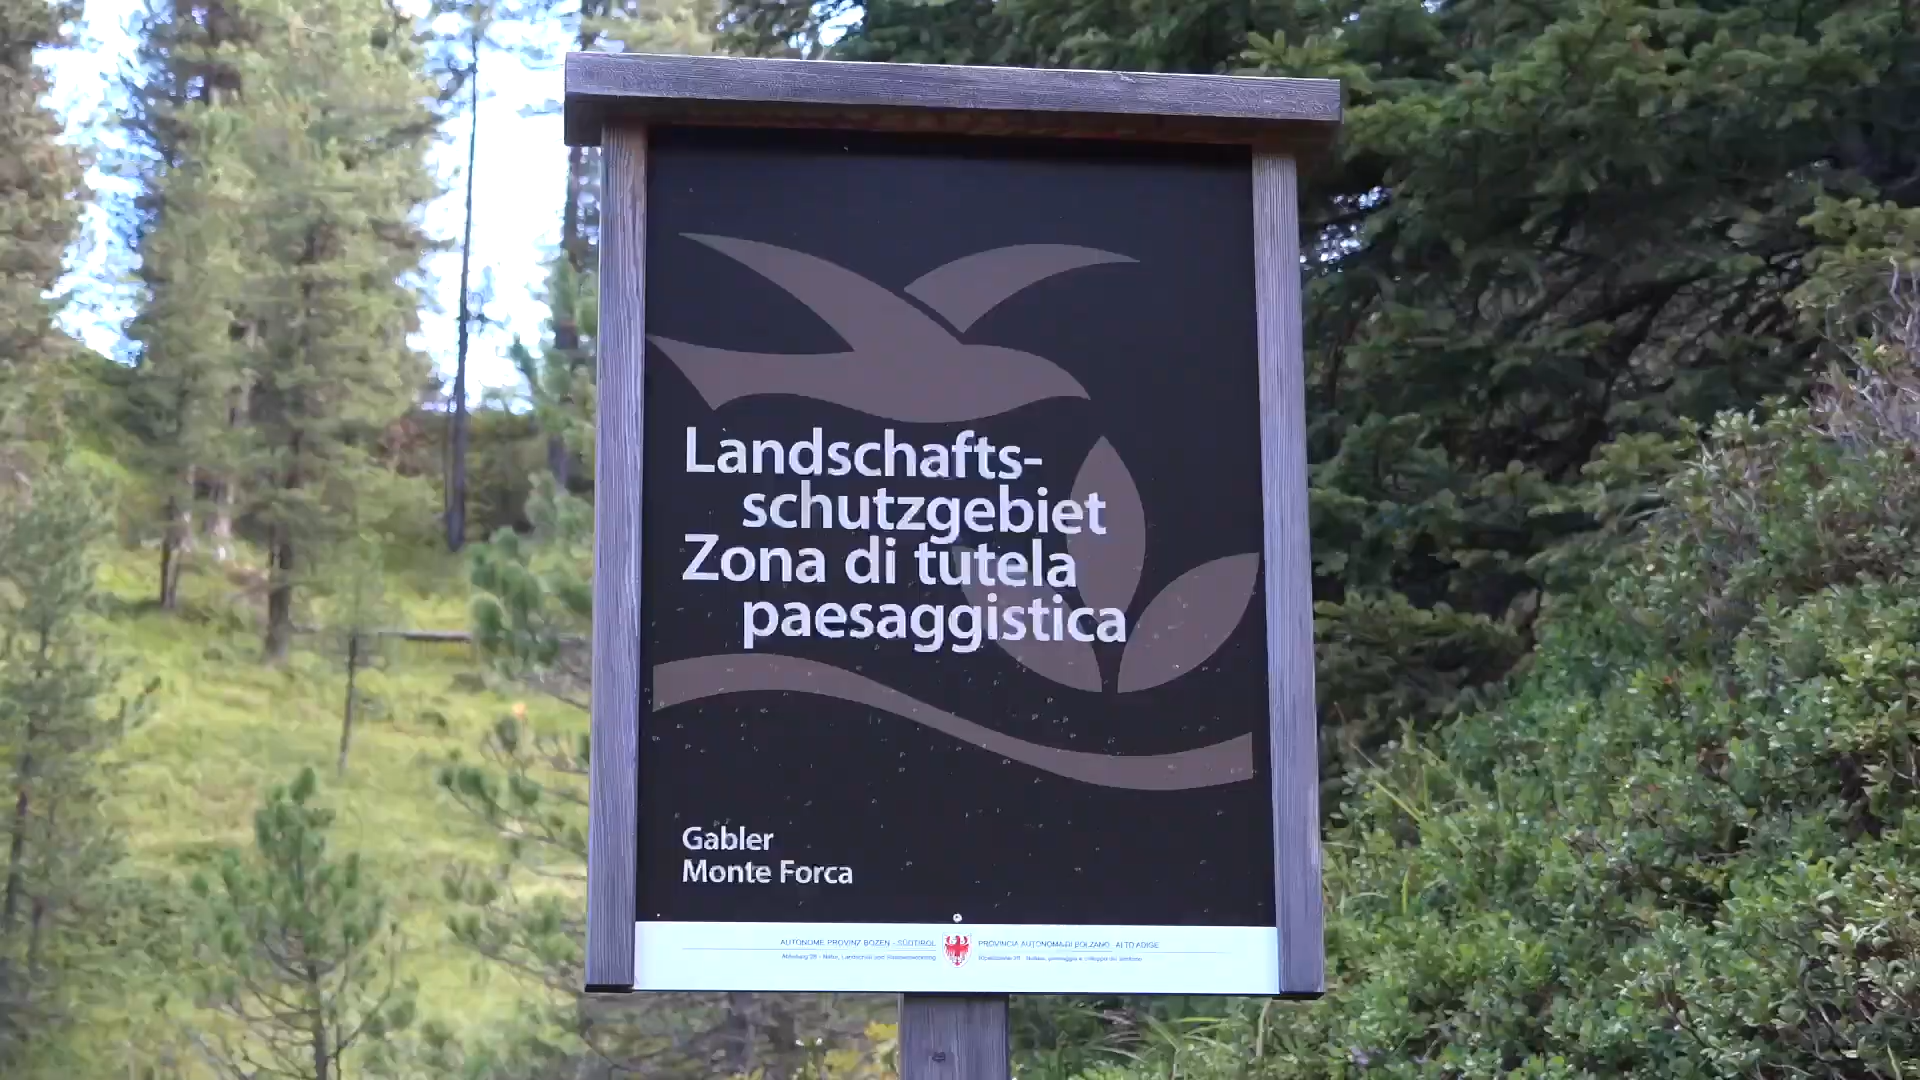 Landschafts-
schutzgebiet
Zona di tutela
paesaggistica
Gabler
Monte Forca
AUTONOME PROVINZ BOZEN - SÜDTIROL
PROVINCIA AUTONOMA DI BOLZANO - ALTO ADIGE